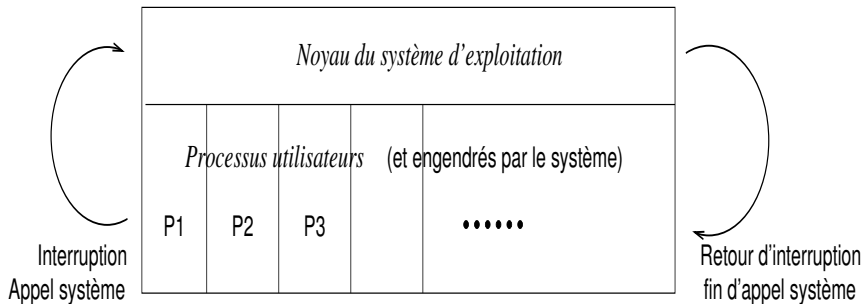 Noyau du système d'exploitation
Processus utilisateurs (et engendrés par le système)
P1 P2 P3 ••••••
Interruption
Appel système
Retour d'interruption
fin d'appel système